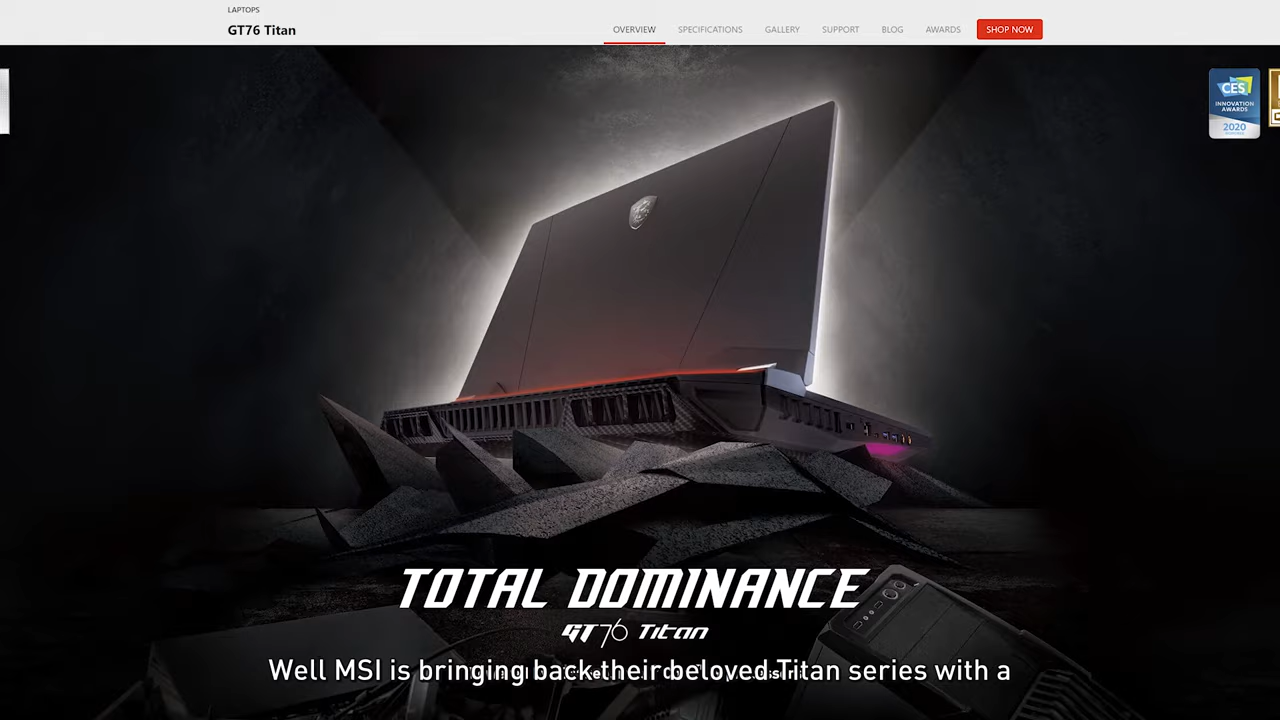 LAPTOPS
GT76 Titan
OVERVIEW SPECIFICATIONS GALLERY SUPPORT BLOG AWARDS SHOP NOW
CES
INNOVATION
AWARDS
2020
TOTAL DOMINANCE
GT76 Titan
Well MSI is bringing back their beloved Titan series with a